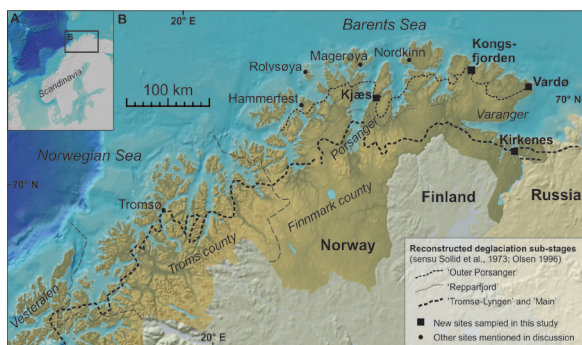 A
B
Scandinavia
B
20° E
Barents Sea
Nordkinn
Magerøya
Rolvsøya
Kongs-
fjorden
100 km
Kjæs
Vardø
Hammerfest
70° N
Varanger
Porsanger
Norwegian Sea
Kirkenes
70° N
Tromsø
Finland
Russia
Finnmark county
Troms county
Norway
Vesterålen
20° E
Reconstructed deglaciation sub-stages
(sensu Sollid et al., 1973; Olsen 1996)
'Outer Porsanger'
'Repparfjord'
'Tromsø-Lyngen' and 'Main'
New sites sampled in this study
Other sites mentioned in discussion